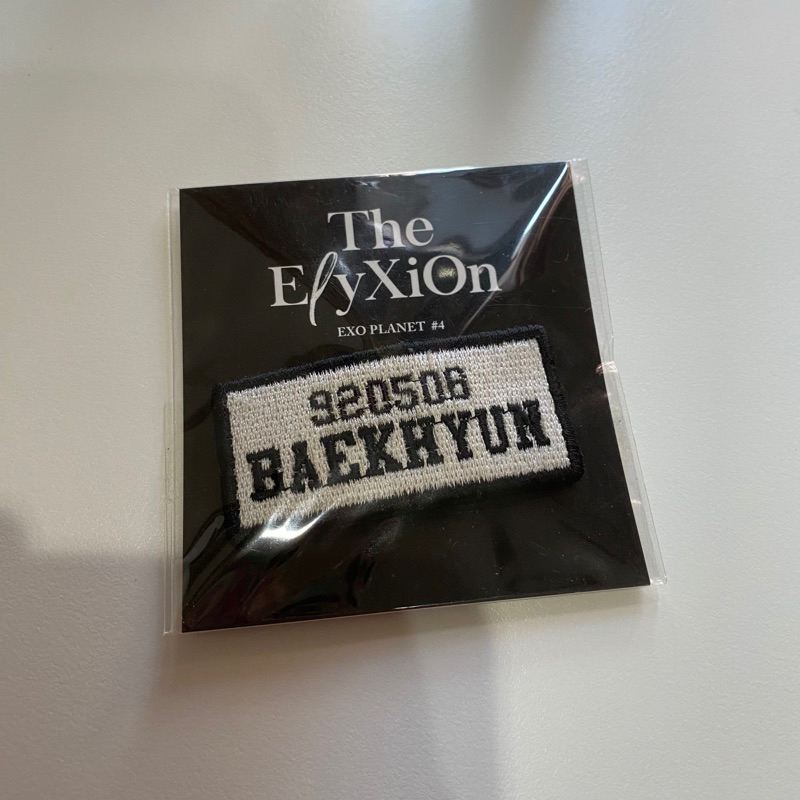 The
ElyXiOn
EXO PLANET #4
920506
BAEKHYUN